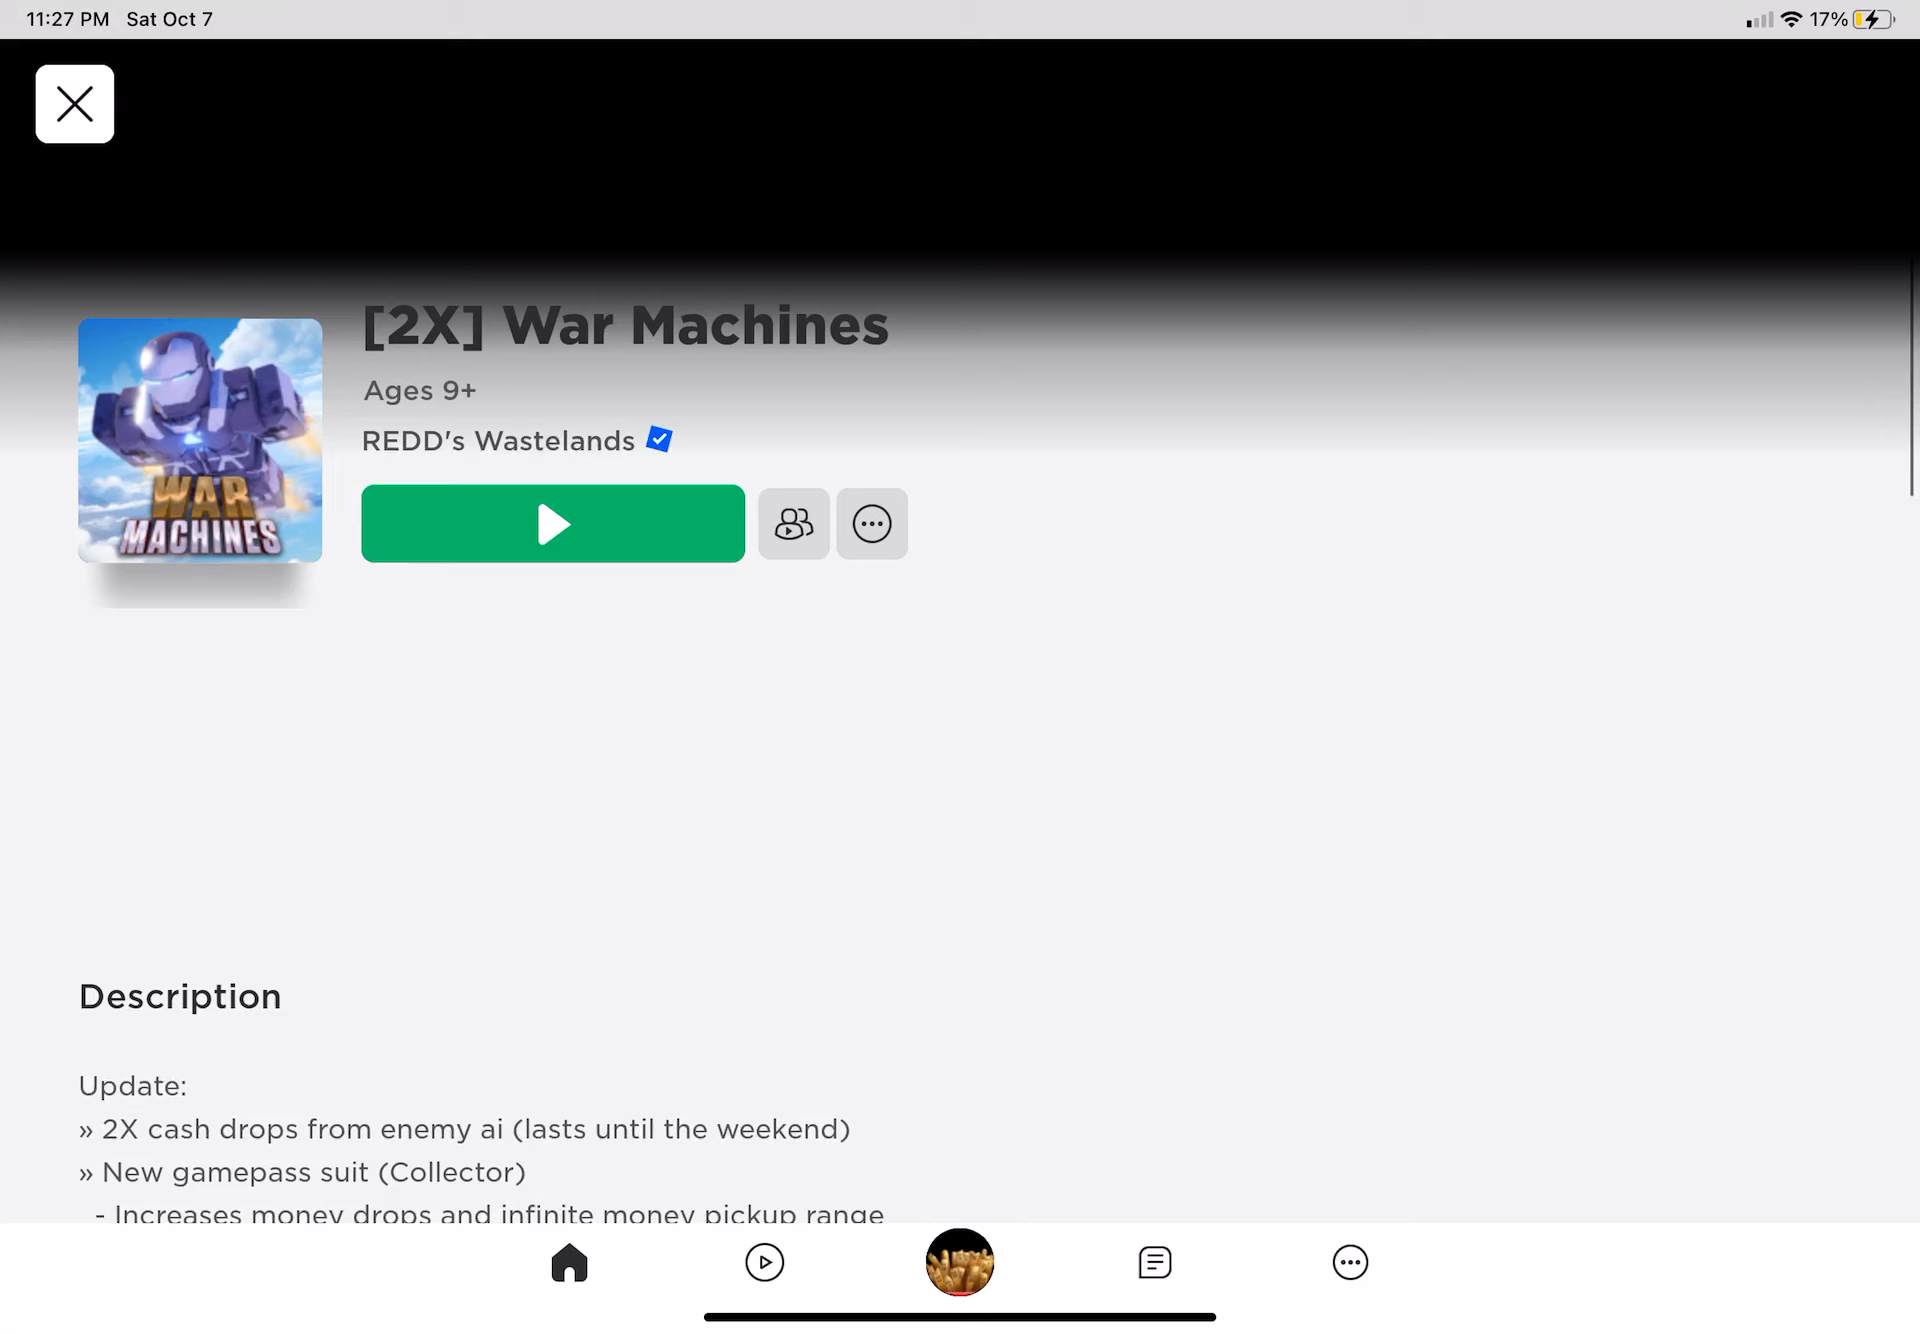 11:27 PM Sat Oct 7
17%
[2X] War Machines
Ages 9+
REDD's Wastelands
WAR
MACHINES
Description
Update:
» 2X cash drops from enemy ai (lasts until the weekend)
» New gamepass suit (Collector)
- Increases money drops and infinite money pickup range